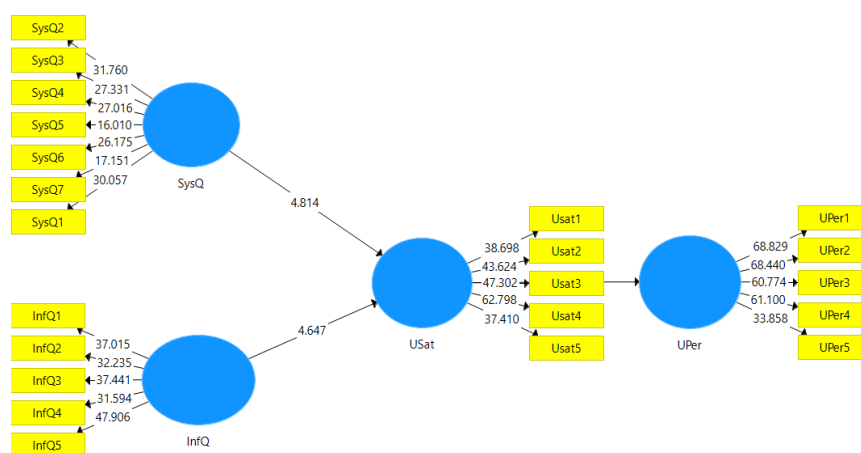 SysQ2
SysQ3
SysQ4
SysQ5
SysQ6
SysQ7
SysQ1
31.760
27.331
27.016
16.010
26.175
17.151
30.057
SysQ
4.814
InfQ1
InfQ2
InfQ3
InfQ4
InfQ5
37.015
32.235
37.441
31.594
47.906
InfQ
4.647
USat
38.698
43.624
47.302
62.798
37.410
Usat1
Usat2
Usat3
Usat4
Usat5
UPer
68.829
68.440
60.774
61.100
33.858
UPer1
UPer2
UPer3
UPer4
UPer5